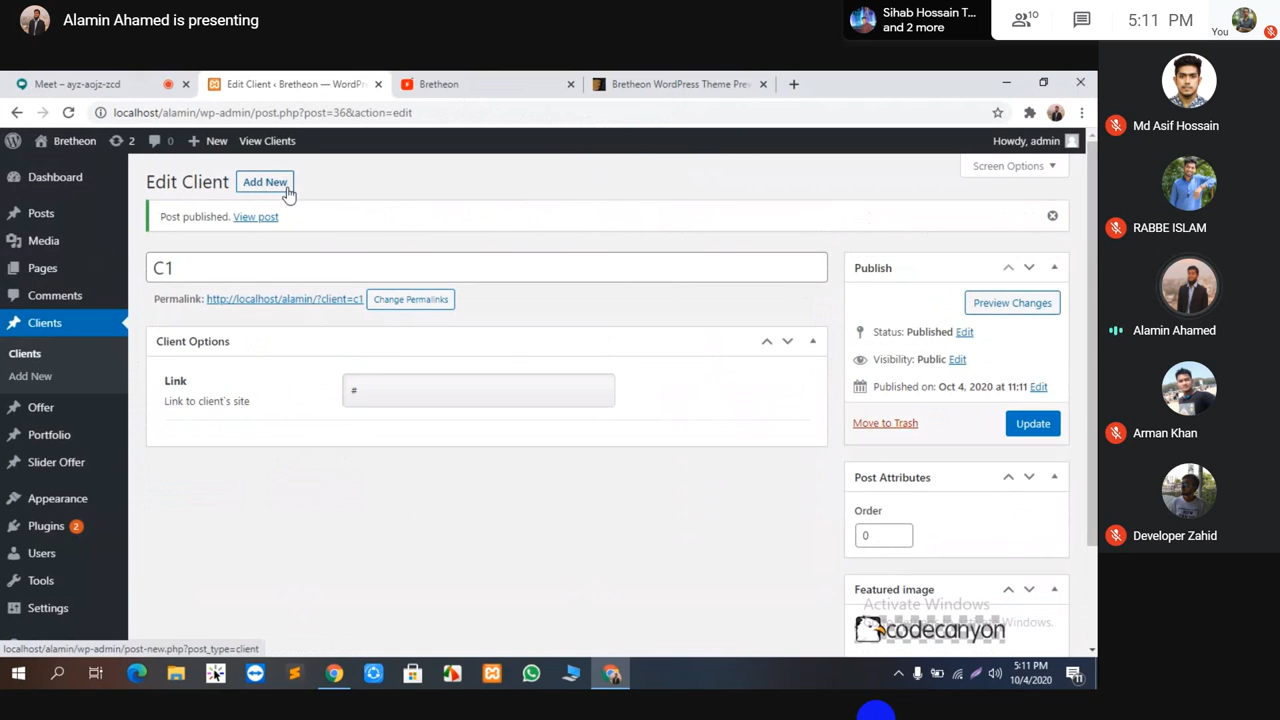 Alamin Ahamed is presenting
Sihab Hossain T...
and 2 more
10
5:11 PM
You
Meet – ayz-aojz-zcd
Edit Client ‹ Bretheon — WordPr
Bretheon
Bretheon WordPress Theme Pre
localhost/alamin/wp-admin/post.php?post=36&action=edit
Bretheon
2
0
New
View Clients
Howdy, admin
Dashboard
Posts
Media
Pages
Comments
Clients
Clients
Add New
Offer
Portfolio
Slider Offer
Appearance
Plugins 2
Users
Tools
Settings
Edit Client
Add New
Screen Options
Post published. View post
C1
Permalink: http://localhost/alamin/?client=c1
Change Permalinks
Client Options
Link
Link to client`s site
#
Publish
Preview Changes
Status: Published Edit
Visibility: Public Edit
Published on: Oct 4, 2020 at 11:11 Edit
Move to Trash
Update
Post Attributes
Order
0
Featured image
Activate Windows
Windows.
codecanyon
localhost/alamin/wp-admin/post-new.php?post_type=client
5:11 PM
10/4/2020
11
Md Asif Hossain
RABBE ISLAM
Alamin Ahamed
Arman Khan
Developer Zahid